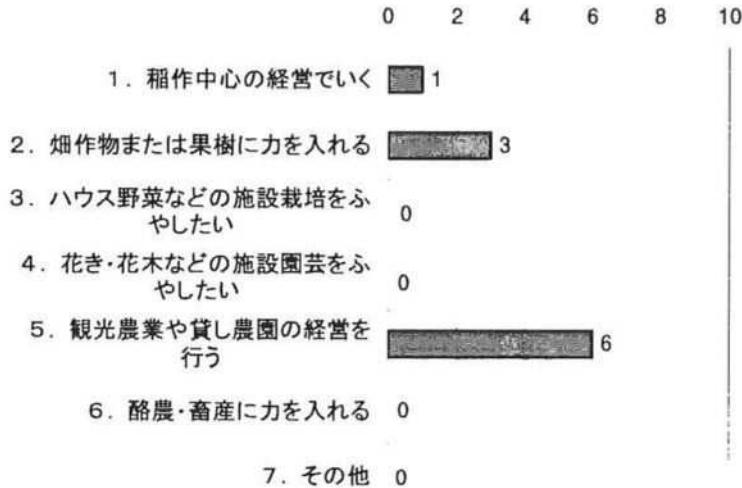 0 2 4 6 8 10
1. 稲作中心の経営でいく 1
2. 畑作物または果樹に力を入れる 3
3. ハウス野菜などの施設栽培をふ
やしたい 0
4. 花き・花木などの施設園芸をふ
やしたい 0
5. 観光農業や貸し農園の経営を
行う 6
6. 酪農・畜産に力を入れる 0
7. その他 0